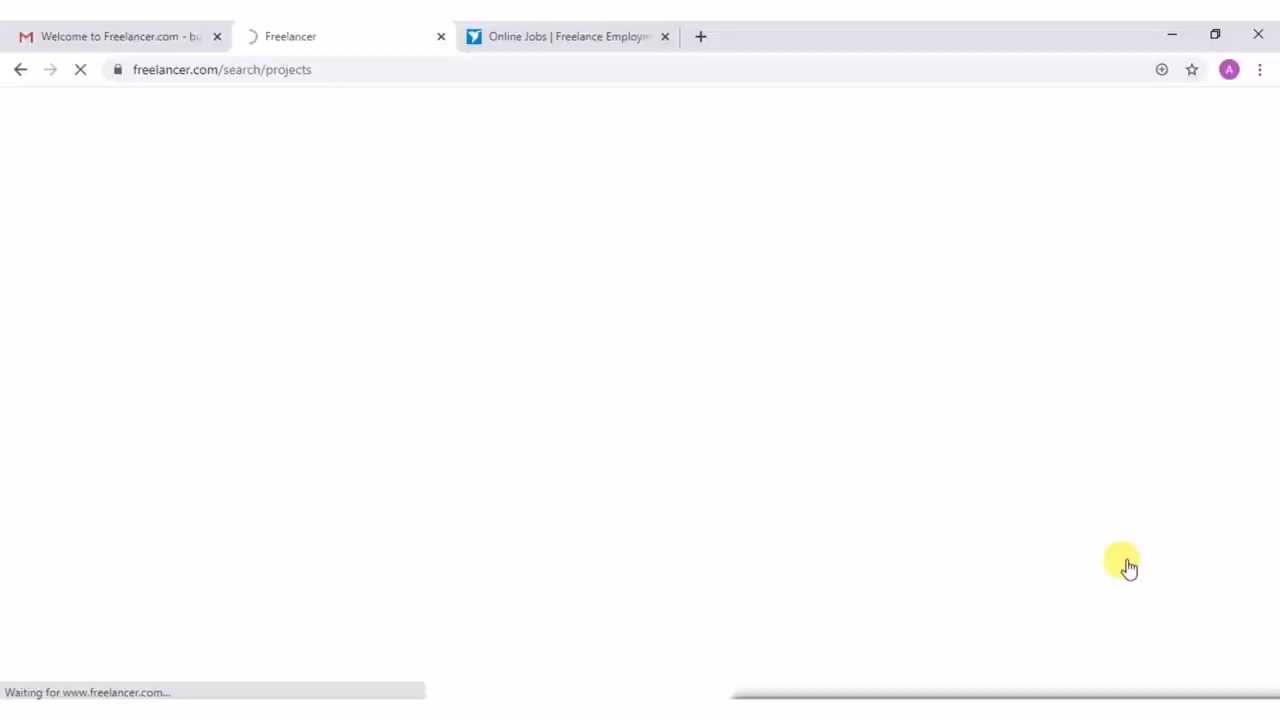 Welcome to Freelancer.com - bu
Freelancer
Online Jobs | Freelance Employm
freelancer.com/search/projects
A
Waiting for www.freelancer.com...